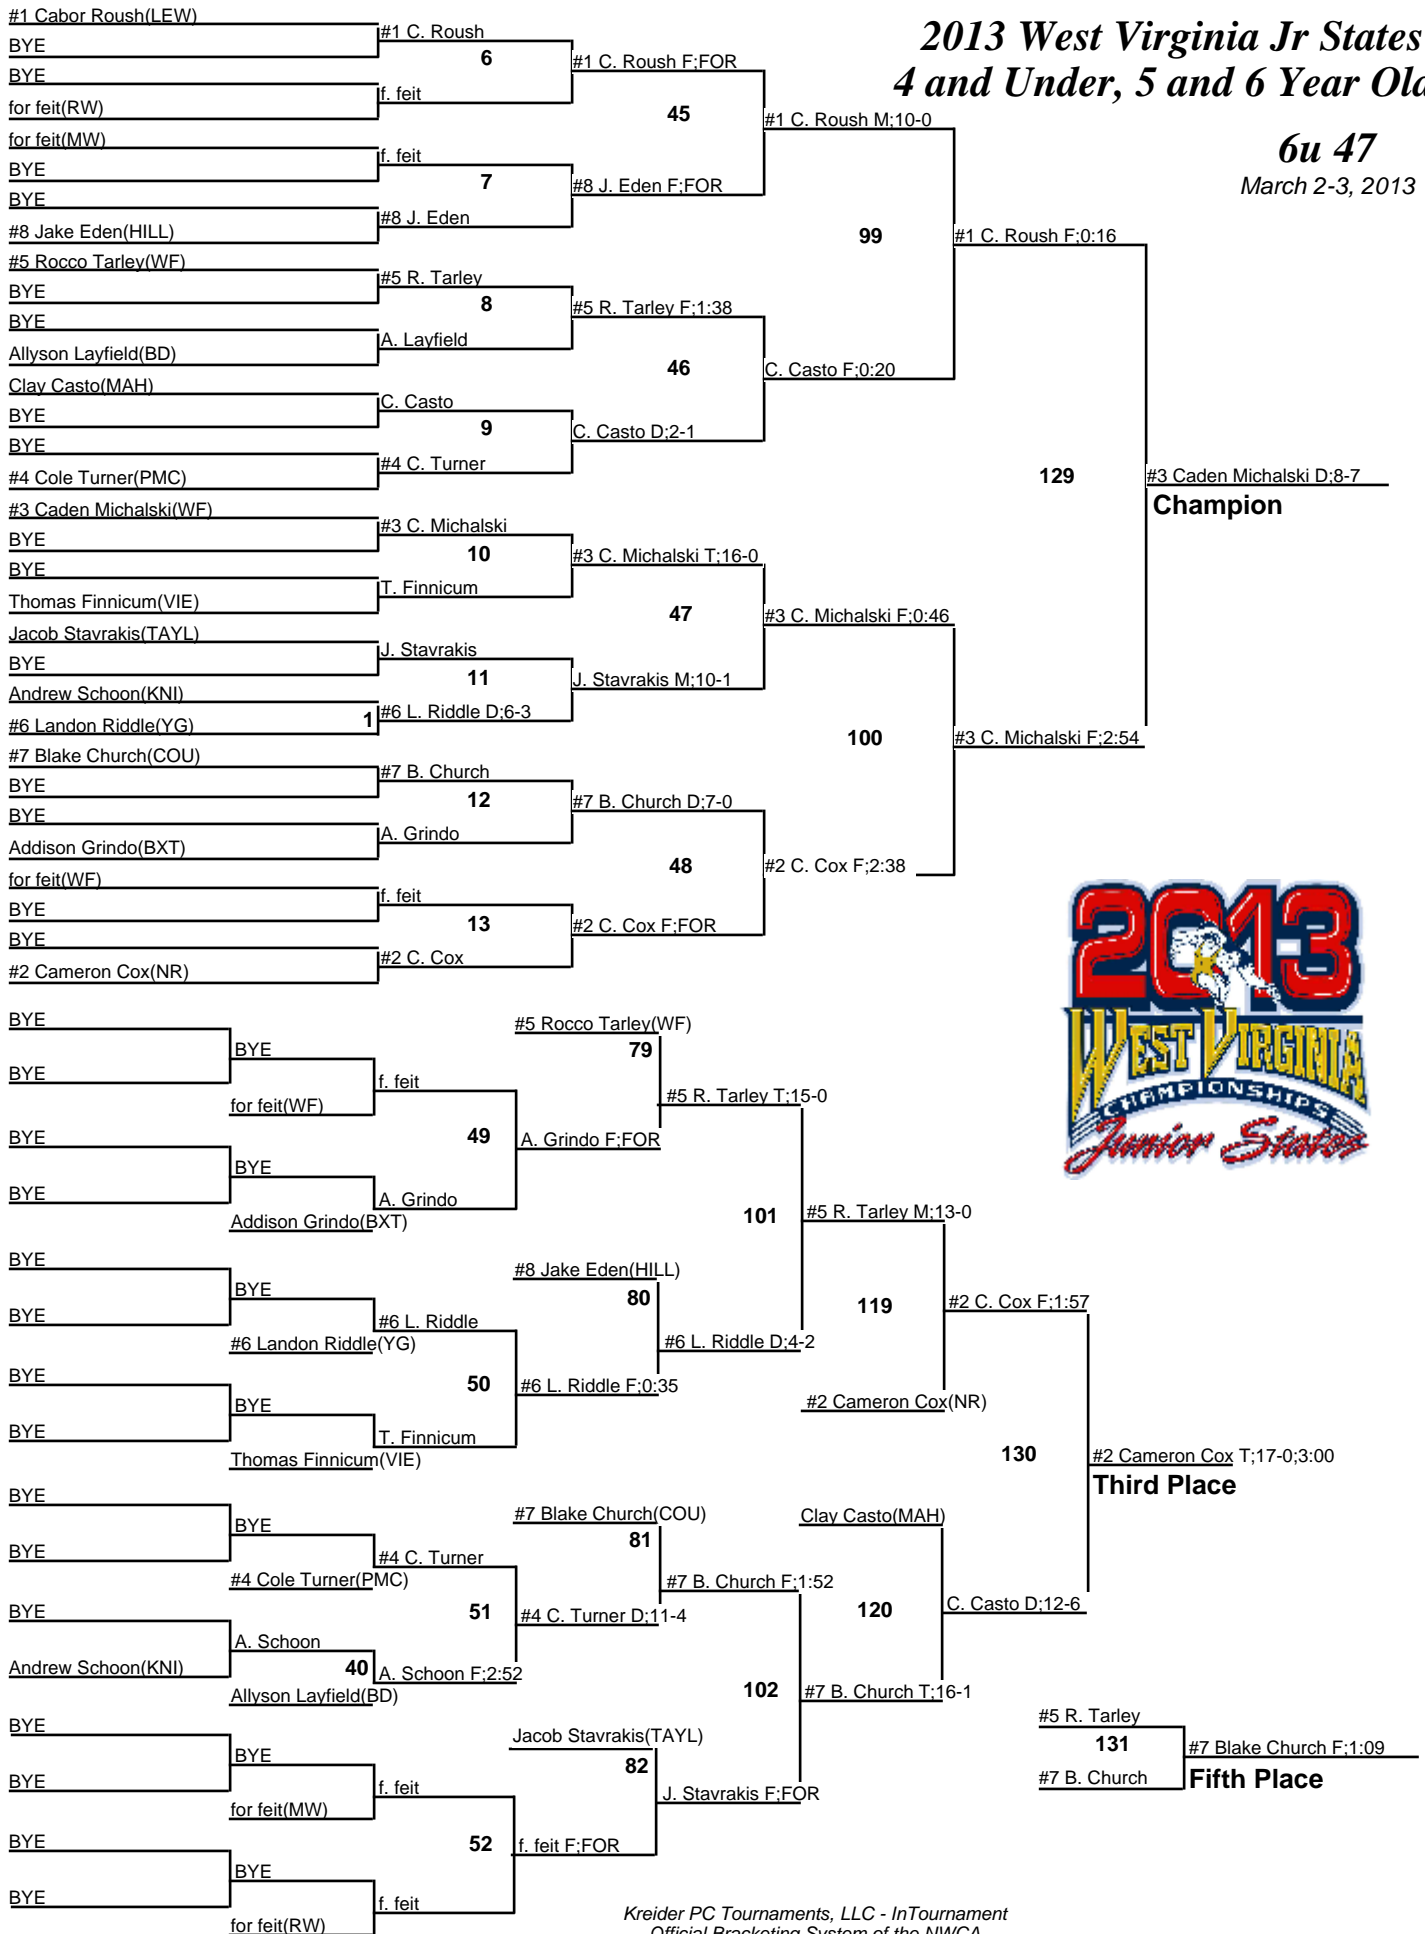 2013 West Virginia Jr States
4 and Under, 5 and 6 Year Old
6u 47
March 2-3, 2013
#1 Cabor Roush(LEW)
BYE
BYE
for feit(RW)
for feit(MW)
BYE
BYE
#8 Jake Eden(HILL)
#5 Rocco Tarley(WF)
BYE
BYE
Allyson Layfield(BD)
Clay Casto(MAH)
BYE
BYE
#4 Cole Turner(PMC)
#3 Caden Michalski(WF)
BYE
BYE
Thomas Finnicum(VIE)
Jacob Stavrakis(TAYL)
BYE
Andrew Schoon(KNI)
#6 Landon Riddle(YG)
1
#7 Blake Church(COU)
BYE
BYE
Addison Grindo(BXT)
for feit(WF)
BYE
BYE
#2 Cameron Cox(NR)
#1 C. Roush
6
f. feit
f. feit
7
#8 J. Eden
#5 R. Tarley
8
A. Layfield
C. Casto
9
#4 C. Turner
#3 C. Michalski
10
T. Finnicum
J. Stavrakis
11
#6 L. Riddle D;6-3
#7 B. Church
12
A. Grindo
f. feit
13
#2 C. Cox
#1 C. Roush F;FOR
45
#8 J. Eden F;FOR
#5 R. Tarley F;1:38
46
C. Casto D;2-1
#3 C. Michalski T;16-0
47
J. Stavrakis M;10-1
#7 B. Church D;7-0
48
#2 C. Cox F;FOR
#1 C. Roush M;10-0
99
C. Casto F;0:20
#3 C. Michalski F;0:46
100
#2 C. Cox F;2:38
#1 C. Roush F;0:16
129
#3 C. Michalski F;2:54
#3 Caden Michalski D;8-7
Champion
2013
WEST VIRGINIA
CHAMPIONSHIPS
Junior States
BYE
BYE
BYE
BYE
BYE
BYE
BYE
BYE
BYE
BYE
BYE
Andrew Schoon(KNI)
BYE
BYE
BYE
BYE
BYE
for feit(WF)
BYE
Addison Grindo(BXT)
BYE
#6 Landon Riddle(YG)
BYE
Thomas Finnicum(VIE)
BYE
#4 Cole Turner(PMC)
A. Schoon
40
Allyson Layfield(BD)
BYE
for feit(MW)
BYE
for feit(RW)
f. feit
49
A. Grindo
#6 L. Riddle
50
T. Finnicum
#4 C. Turner
51
A. Schoon F;2:52
f. feit
52
f. feit
#5 Rocco Tarley(WF)
79
A. Grindo F;FOR
#8 Jake Eden(HILL)
80
#6 L. Riddle F;0:35
#7 Blake Church(COU)
81
#4 C. Turner D;11-4
Jacob Stavrakis(TAYL)
82
f. feit F;FOR
#5 R. Tarley T;15-0
101
#6 L. Riddle D;4-2
#7 B. Church F;1:52
102
J. Stavrakis F;FOR
#5 R. Tarley M;13-0
119
#2 Cameron Cox(NR)
Clay Casto(MAH)
120
#7 B. Church T;16-1
#2 C. Cox F;1:57
130
C. Casto D;12-6
#2 Cameron Cox T;17-0;3:00
Third Place
#5 R. Tarley
131
#7 B. Church
#7 Blake Church F;1:09
Fifth Place
Kreider PC Tournaments, LLC - InTournament
Official Bracketing System of the NWCA